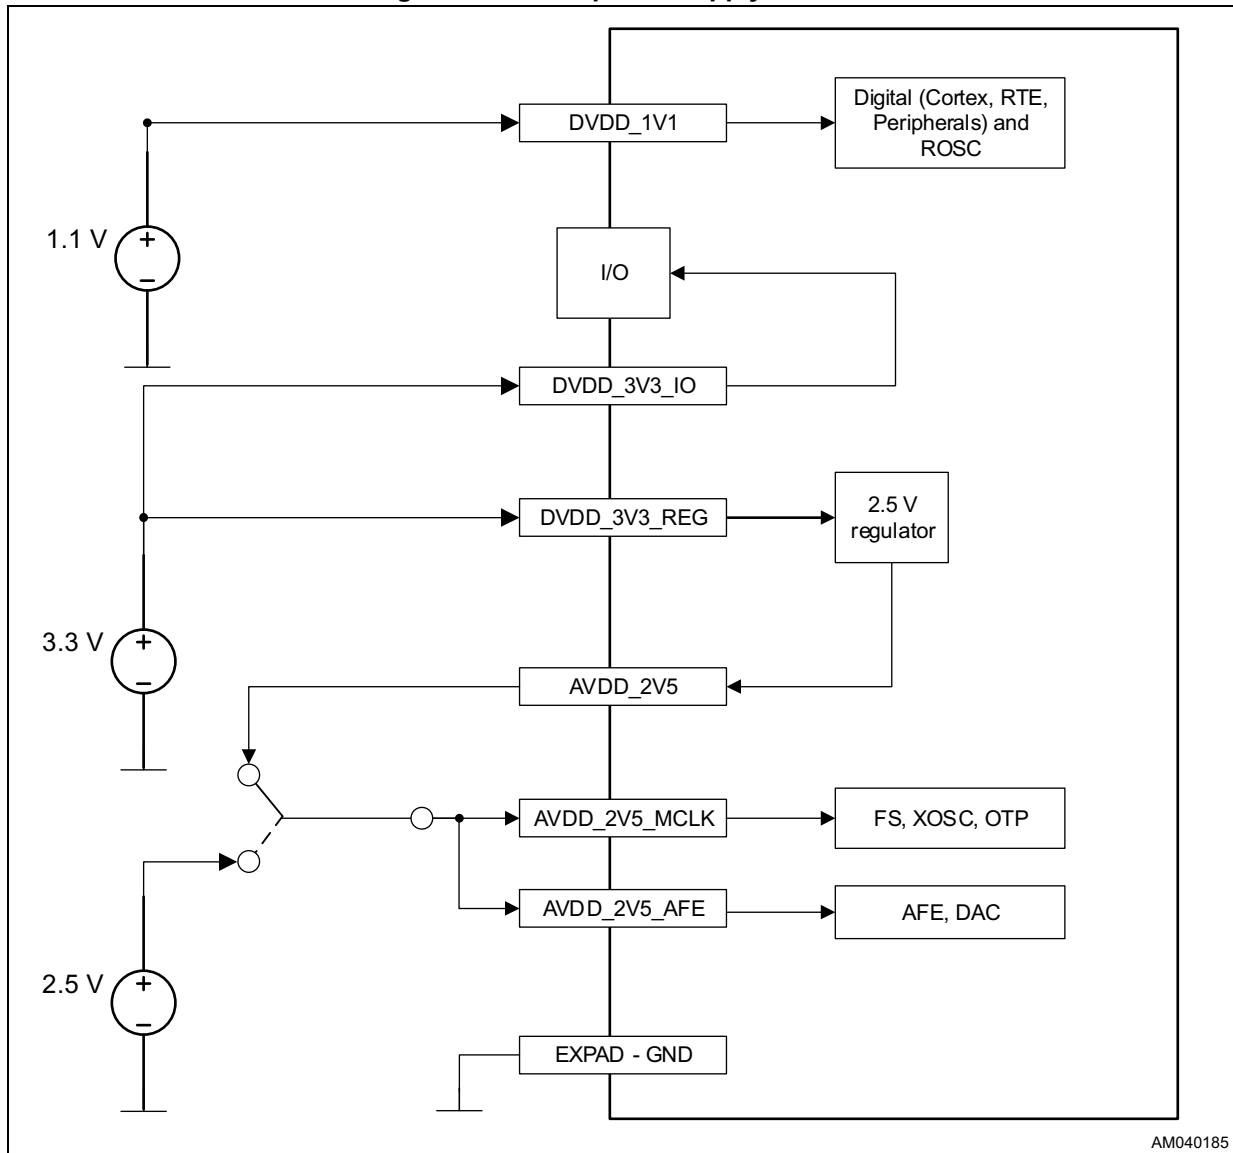 Digital (Cortex, RTE,
Peripherals) and
ROSC
DVDD_1V1
1.1 V
+
−
I/O
DVDD_3V3_IO
DVDD_3V3_REG
2.5 V
regulator
3.3 V
+
−
AVDD_2V5
AVDD_2V5_MCLK
FS, XOSC, OTP
AVDD_2V5_AFE
AFE, DAC
2.5 V
+
−
EXPAD - GND
AM040185